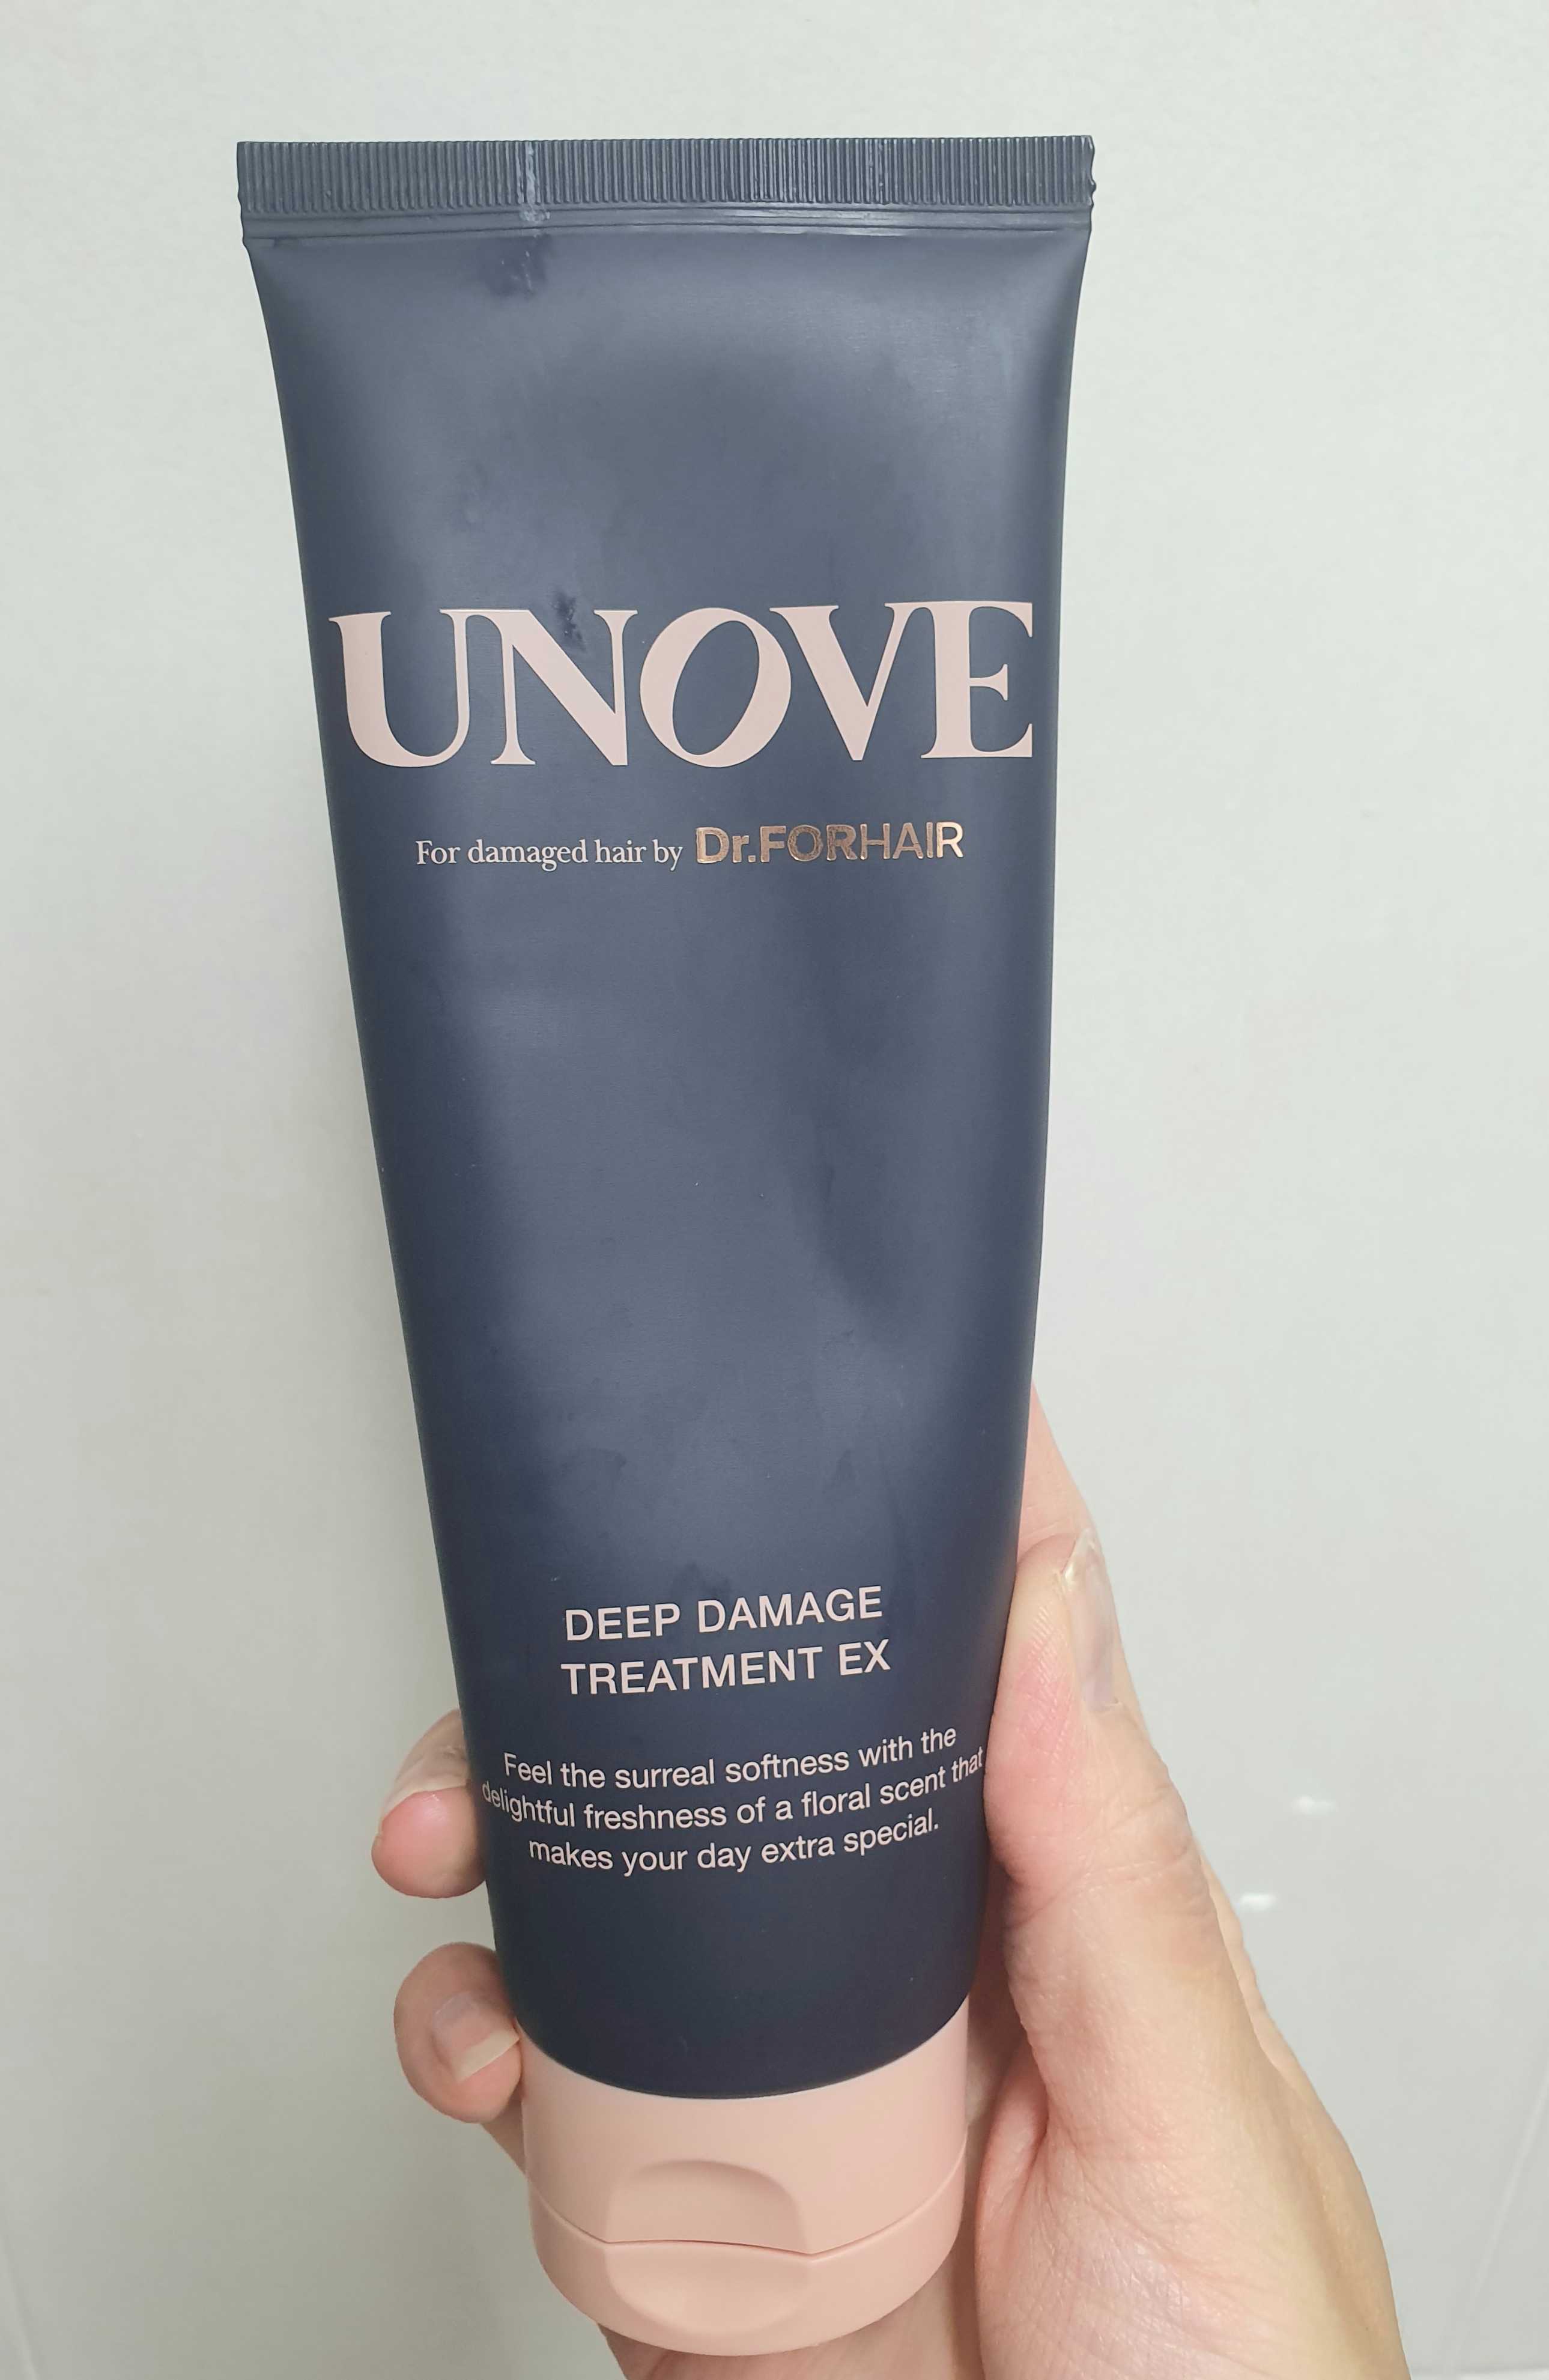 UNOVE
For damaged hair by Dr.FORHAIR
DEEP DAMAGE
TREATMENT EX
Feel the surreal softness with the
delightful freshness of a floral scent that
makes your day extra special.